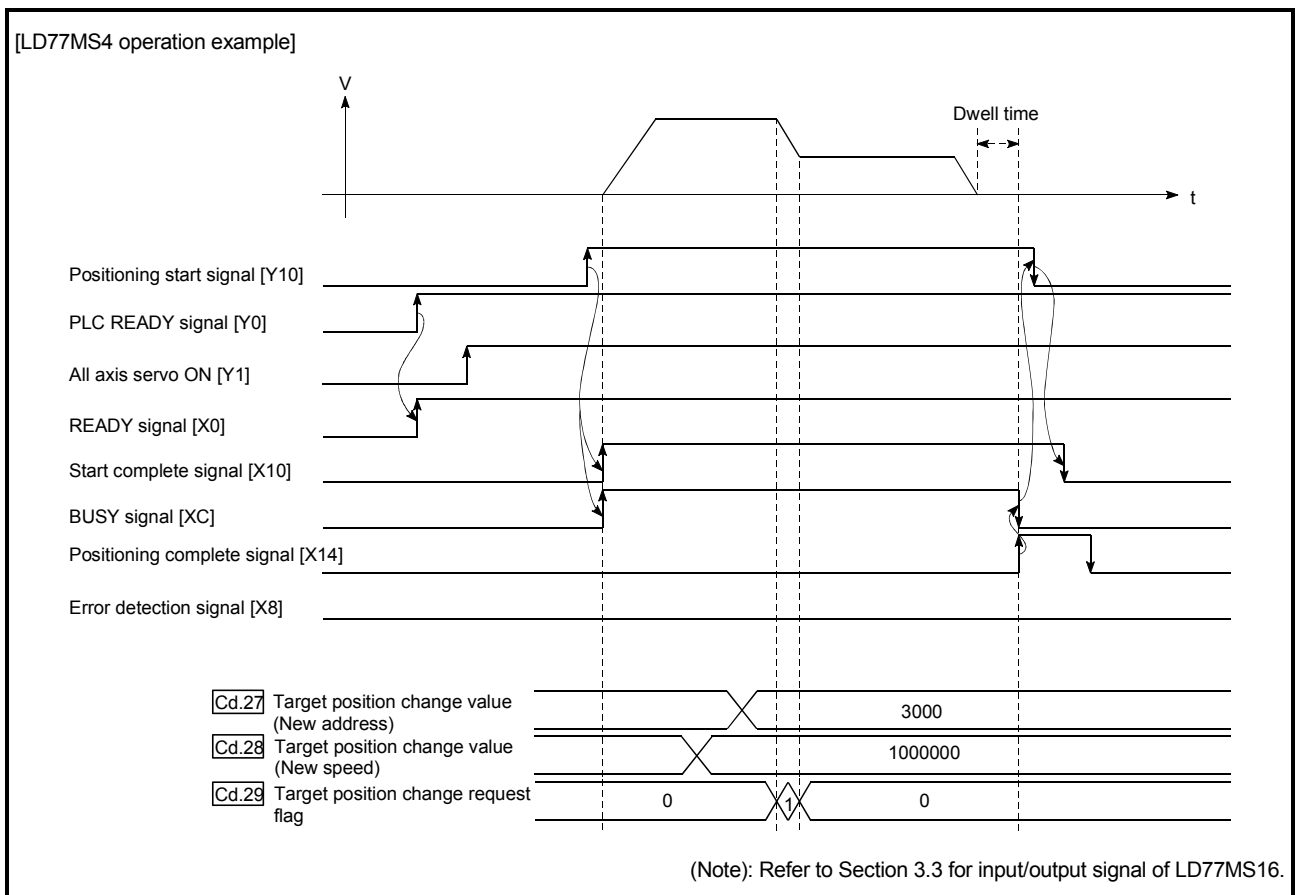 [LD77MS4 operation example]
V
Dwell time
t
Positioning start signal [Y10]
PLC READY signal [Y0]
All axis servo ON [Y1]
READY signal [X0]
Start complete signal [X10]
BUSY signal [XC]
Positioning complete signal [X14]
Error detection signal [X8]
Cd.27 Target position change value
(New address)
3000
Cd.28 Target position change value
(New speed)
1000000
Cd.29 Target position change request
flag
0 1 0
(Note): Refer to Section 3.3 for input/output signal of LD77MS16.